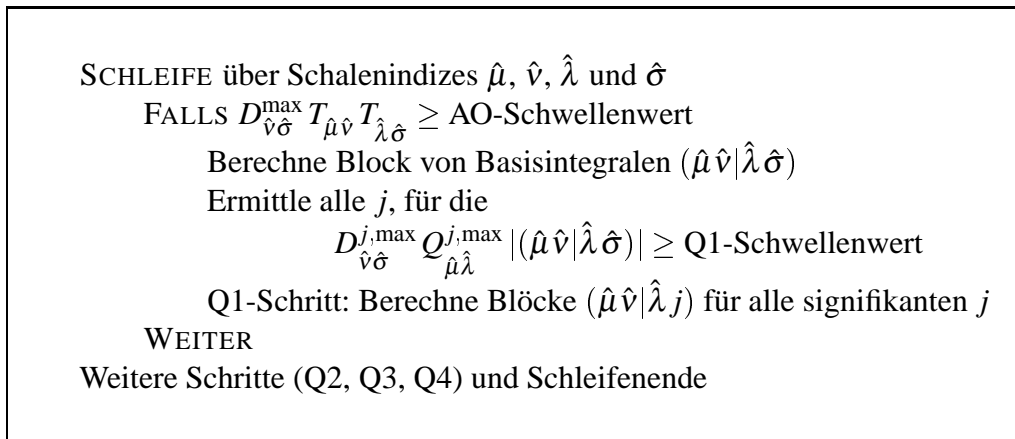 SCHLEIFE über Schalenindizes μ̂, ν̂, λ̂ und σ̂
FALLS D^{max}_{ν̂σ̂} T_{μ̂ν̂} T_{λ̂σ̂} ≥ AO-Schwellenwert
Berechne Block von Basisintegralen (μ̂ν̂|λ̂σ̂)
Ermittle alle j, für die
D^{j,max}_{ν̂σ̂} Q^{j,max}_{μ̂λ̂} |(μ̂ν̂|λ̂σ̂)| ≥ Q1-Schwellenwert
Q1-Schritt: Berechne Blöcke (μ̂ν̂|λ̂j) für alle signifikanten j
WEITER
Weitere Schritte (Q2, Q3, Q4) und Schleifenende